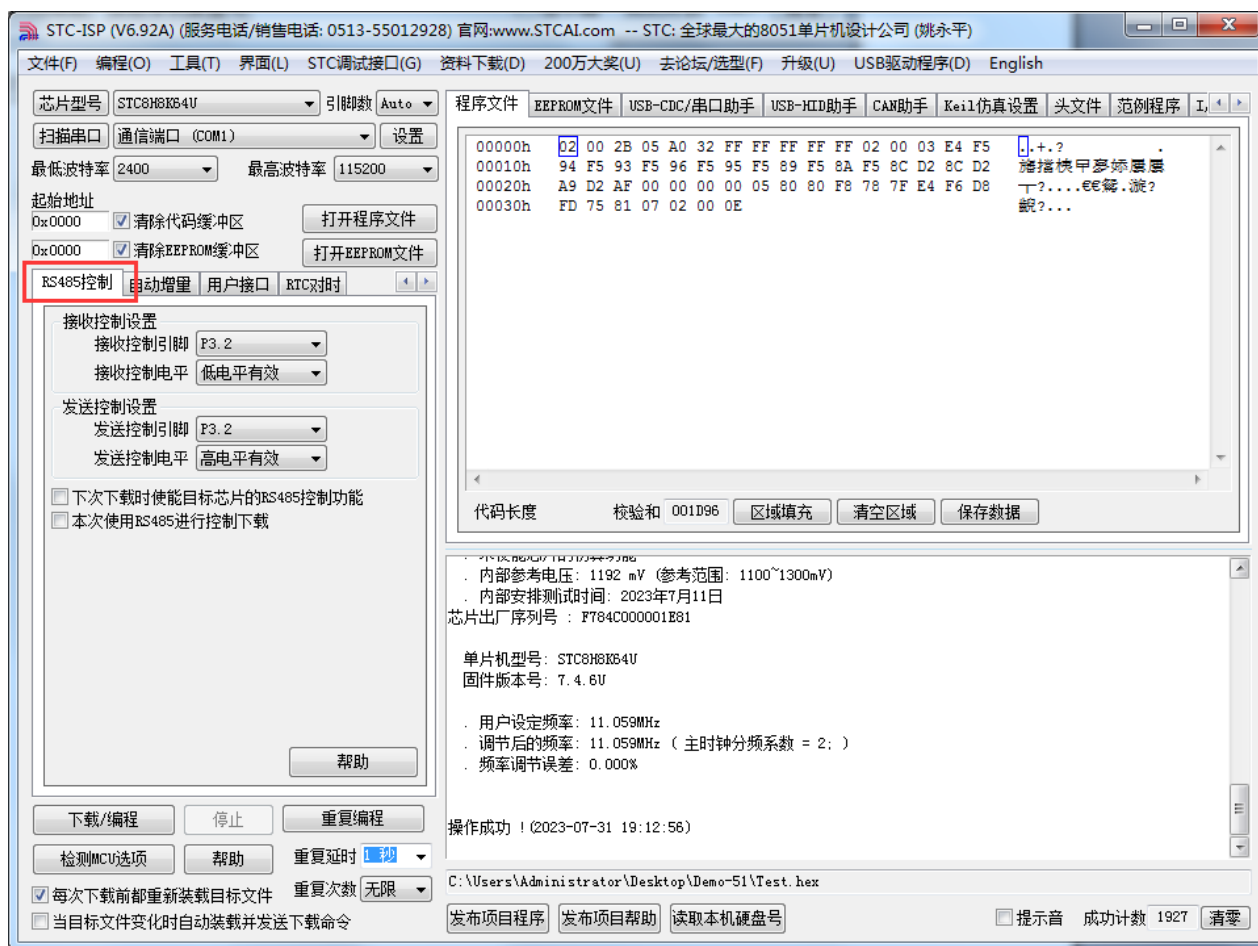 STC-ISP (V6.92A) (服务电话/销售电话: 0513-55012928) 官网:www.STCAI.com -- STC: 全球最大的8051单片机设计公司 (姚永平)
文件(F) 编程(O) 工具(T) 界面(L) STC调试接口(G) 资料下载(D) 200万大奖(U) 去论坛/选型(F) 升级(U) USB驱动程序(D) English
芯片型号 STC8H8K64U 引脚数 Auto
扫描串口 通信端口 (COM1) 设置
最低波特率 2400 最高波特率 115200
起始地址
0x0000 清除代码缓冲区 打开程序文件
0x0000 清除EEPROM缓冲区 打开EEPROM文件
RS485控制 自动增量 用户接口 RTC对时
接收控制设置
接收控制引脚 P3.2
接收控制电平 低电平有效
发送控制设置
发送控制引脚 P3.2
发送控制电平 高电平有效
下次下载时使能目标芯片的RS485控制功能
本次使用RS485进行控制下载
帮助
下载/编程 停止 重复编程
检测MCU选项 帮助 重复延时 1 秒
每次下载前都重新装载目标文件 重复次数 无限
当目标文件变化时自动装载并发送下载命令
程序文件 EEPROM文件 USB-CDC/串口助手 USB-HID助手 CAN助手 Keil仿真设置 头文件 范例程序
00000h 02 00 2B 05 A0 32 FF FF FF FF FF 02 00 03 E4 F5 ..+.?
00010h 94 F5 93 F5 96 F5 95 F5 89 F5 8A F5 8C D2 8C D2
00020h A9 D2 AF 00 00 00 00 05 80 80 F8 78 7F E4 F6 D8
00030h FD 75 81 07 02 00 0E
代码长度 校验和 001D96 区域填充 清空区域 保存数据
. 内部参考电压: 1192 mV (参考范围: 1100~1300mV)
. 内部安排测试时间: 2023年7月11日
芯片出厂序列号 : F784C000001E81
单片机型号: STC8H8K64U
固件版本号: 7.4.6U
. 用户设定频率: 11.059MHz
. 调节后的频率: 11.059MHz ( 主时钟分频系数 = 2; )
. 频率调节误差: 0.000%
操作成功 !(2023-07-31 19:12:56)
C:\Users\Administrator\Desktop\Demo-51\Test.hex
发布项目程序 发布项目帮助 读取本机硬盘号 提示音 成功计数 1927 清零